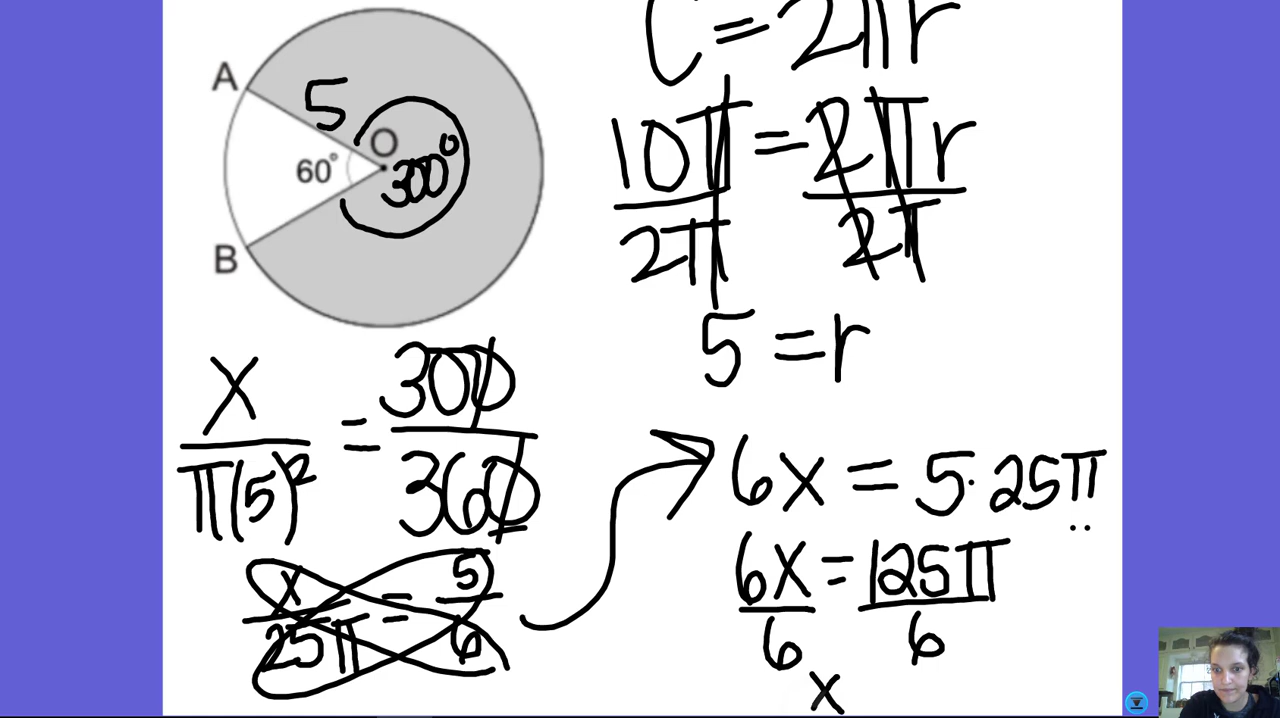 A
5
O
60°
300°
B
C = 2πr
10π = 2πr
2π 2π
5 = r
x = 300
π(5)² 360
x = 5
25π 6
6x = 5·25π
6x = 125π
6 6
x